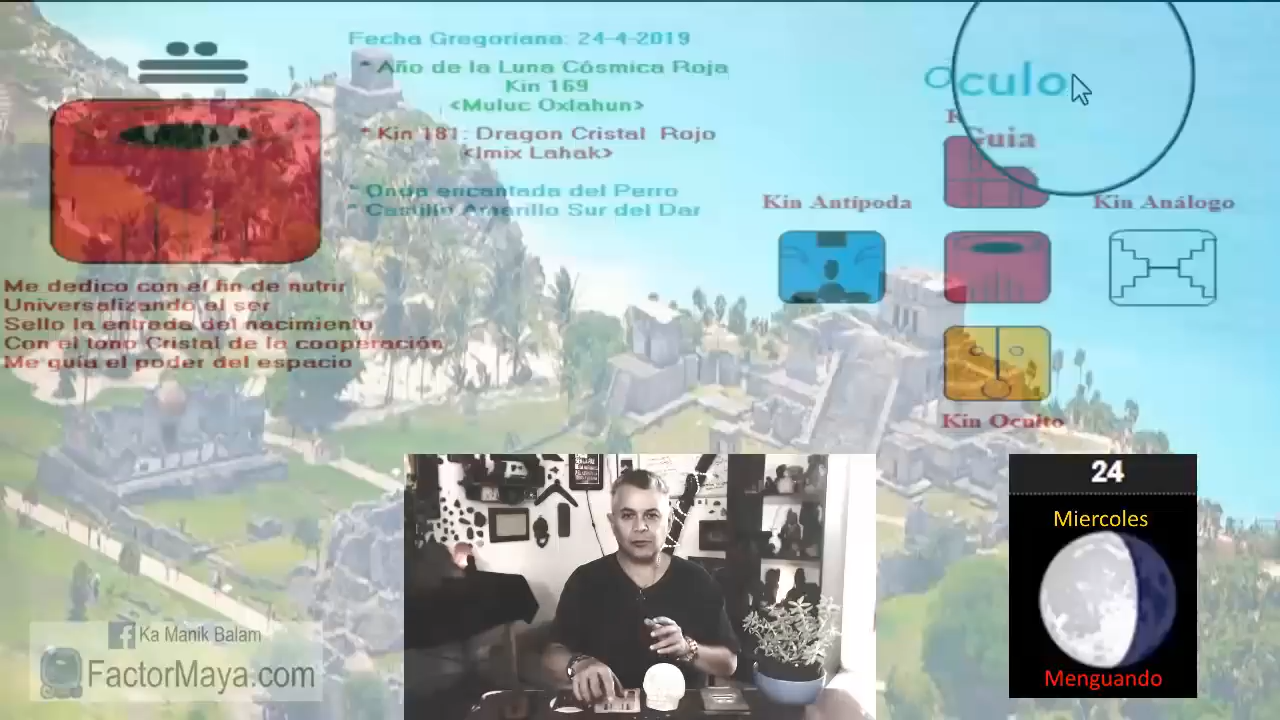 Fecha Gregoriana: 24-4-2019
* Año de la Luna Cósmica Roja
Kin 169
<Muluc Oxlahun>
* Kin 181: Dragon Cristal Rojo
<Imix Lahak>
* Onda encantada del Perro
* Castillo Amarillo Sur del Dar
Me dedico con el fin de nutrir
Universalizando el ser
Sello la entrada del nacimiento
Con el tono Cristal de la cooperación
Me guía el poder del espacio
Oculo
Guia
Kin Antípoda
Kin Análogo
Kin Oculto
24
Miercoles
Menguando
Ka Manik Balam
FactorMaya.com